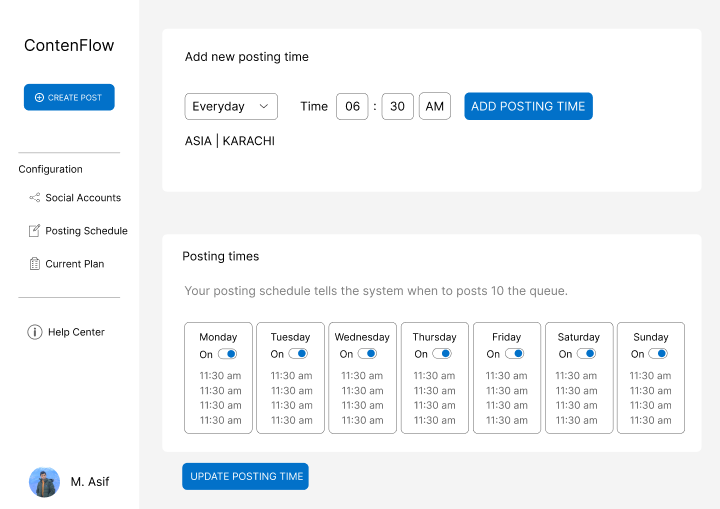 ContenFlow
CREATE POST
Configuration
Social Accounts
Posting Schedule
Current Plan
Help Center
M. Asif
Add new posting time
Everyday Time 06 : 30 AM ADD POSTING TIME
ASIA | KARACHI
Posting times
Your posting schedule tells the system when to posts 10 the queue.
Monday Tuesday Wednesday Thursday Friday Saturday Sunday
On On On On On On On
11:30 am 11:30 am 11:30 am 11:30 am 11:30 am 11:30 am 11:30 am
11:30 am 11:30 am 11:30 am 11:30 am 11:30 am 11:30 am 11:30 am
11:30 am 11:30 am 11:30 am 11:30 am 11:30 am 11:30 am 11:30 am
11:30 am 11:30 am 11:30 am 11:30 am 11:30 am 11:30 am 11:30 am
UPDATE POSTING TIME